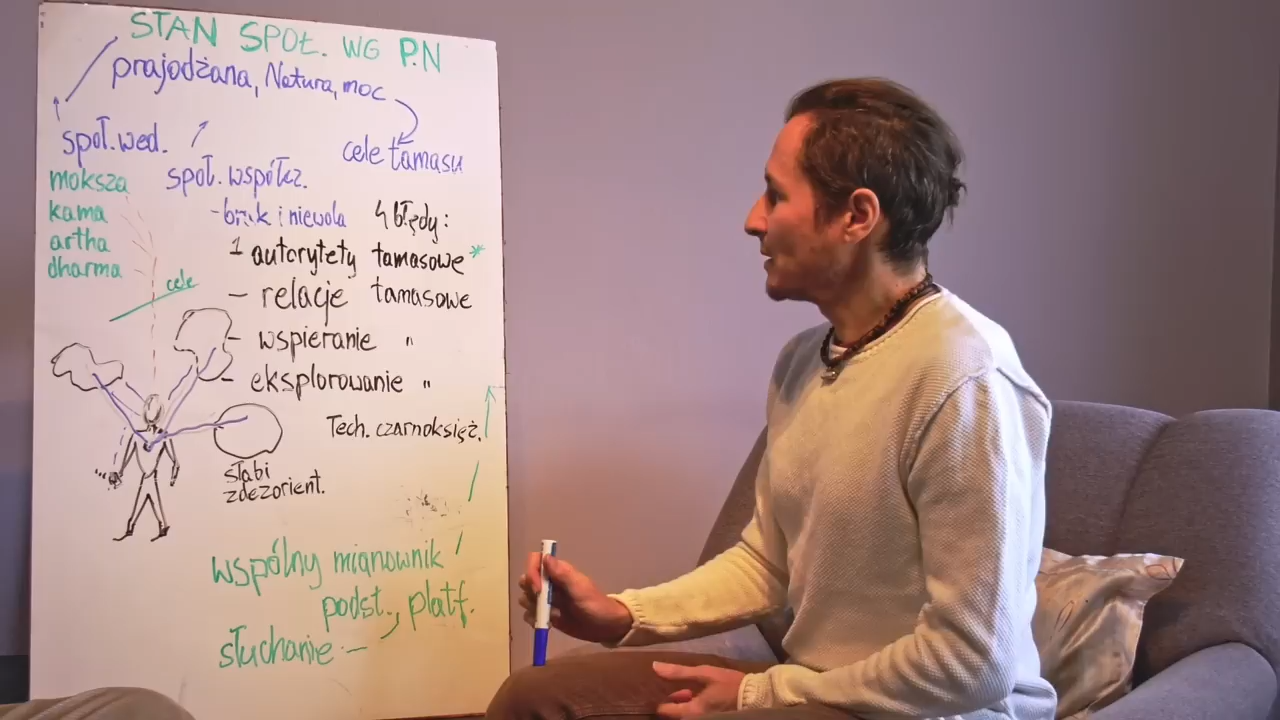 STAN SPOŁ. WG P.N
prajodżana, Natura, moc
społ. wed.
cele tamasu
moksza
społ. współcz.
kama
- brak i niewola
4 błędy:
artha
1 autorytety tamasowe *
dharma
cele
- relacje tamasowe
- wspieranie "
- eksplorowanie "
Tech. czarnoksięż.
słabi
zdezorient.
wspólny mianownik
podst., platf.
słuchanie -